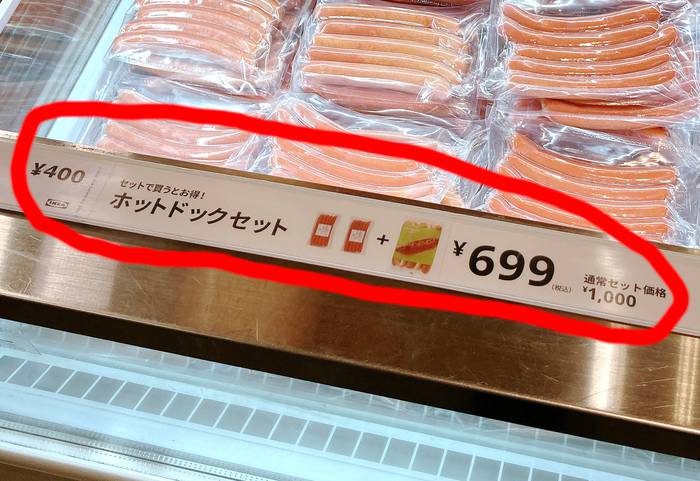 ¥400
IKEA
セットで買うとお得！
ホットドックセット
+
¥699
(税込)
通常セット価格
¥1,000